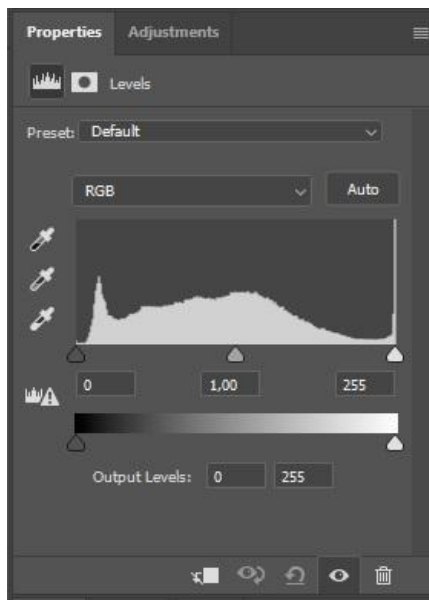 Properties Adjustments
Levels
Preset: Default
RGB Auto
0 1,00 255
Output Levels: 0 255